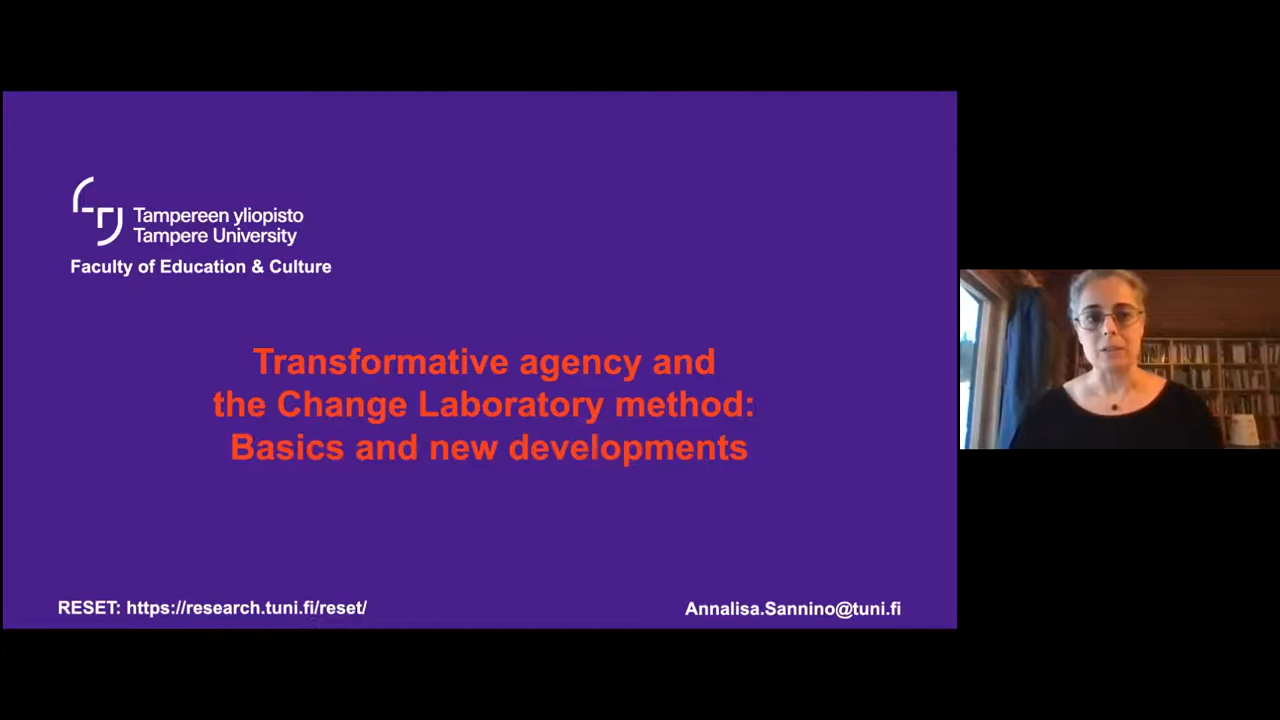 Tampereen yliopisto
Tampere University
Faculty of Education & Culture
Transformative agency and
the Change Laboratory method:
Basics and new developments
RESET: https://research.tuni.fi/reset/
Annalisa.Sannino@tuni.fi